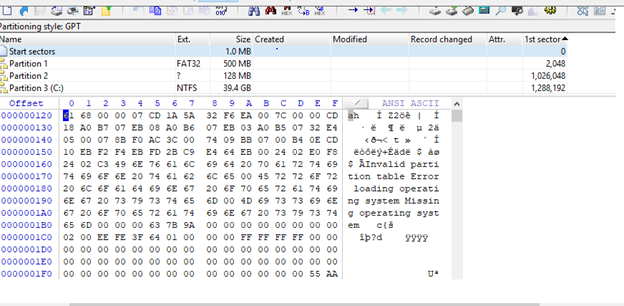 Partitioning style: GPT
Name Ext. Size Created Modified Record changed Attr. 1st sector
Start sectors 1.0 MB 0
Partition 1 FAT32 500 MB 2,048
Partition 2 ? 128 MB 1,026,048
Partition 3 (C:) NTFS 39.4 GB 1,288,192
Offset 0 1 2 3 4 5 6 7 8 9 A B C D E F ANSI ASCII
000000120 61 68 00 00 07 CD 1A 5A 32 F6 EA 00 7C 00 00 CD ah Í Z2öê | Í
000000130 18 A0 B7 07 EB 08 A0 B6 07 EB 03 A0 B5 07 32 E4 · ë ¶ ë µ 2ä
000000140 05 00 07 8B F0 AC 3C 00 74 09 BB 07 00 B4 0E CD ‹ð¬< t » ´ Í
000000150 10 EB F2 F4 EB FD 2B C9 E4 64 EB 00 24 02 E0 F8 ëòôëý+Éädë $ àø
000000160 24 02 C3 49 6E 76 61 6C 69 64 20 70 61 72 74 69 $ ÃInvalid parti
000000170 74 69 6F 6E 20 74 61 62 6C 65 00 45 72 72 6F 72 tion table Error
000000180 20 6C 6F 61 64 69 6E 67 20 6F 70 65 72 61 74 69 loading operati
000000190 6E 67 20 73 79 73 74 65 6D 00 4D 69 73 73 69 6E ng system Missin
0000001A0 67 20 6F 70 65 72 61 74 69 6E 67 20 73 79 73 74 g operating syst
0000001B0 65 6D 00 00 00 63 7B 9A 00 00 00 00 00 00 00 00 em c{š
0000001C0 02 00 EE FE 3F 64 01 00 00 00 FF FF FF FF 00 00 îþ?d ÿÿÿÿ
0000001D0 00 00 00 00 00 00 00 00 00 00 00 00 00 00 00 00
0000001E0 00 00 00 00 00 00 00 00 00 00 00 00 00 00 00 00
0000001F0 00 00 00 00 00 00 00 00 00 00 00 00 00 00 55 AA Uª